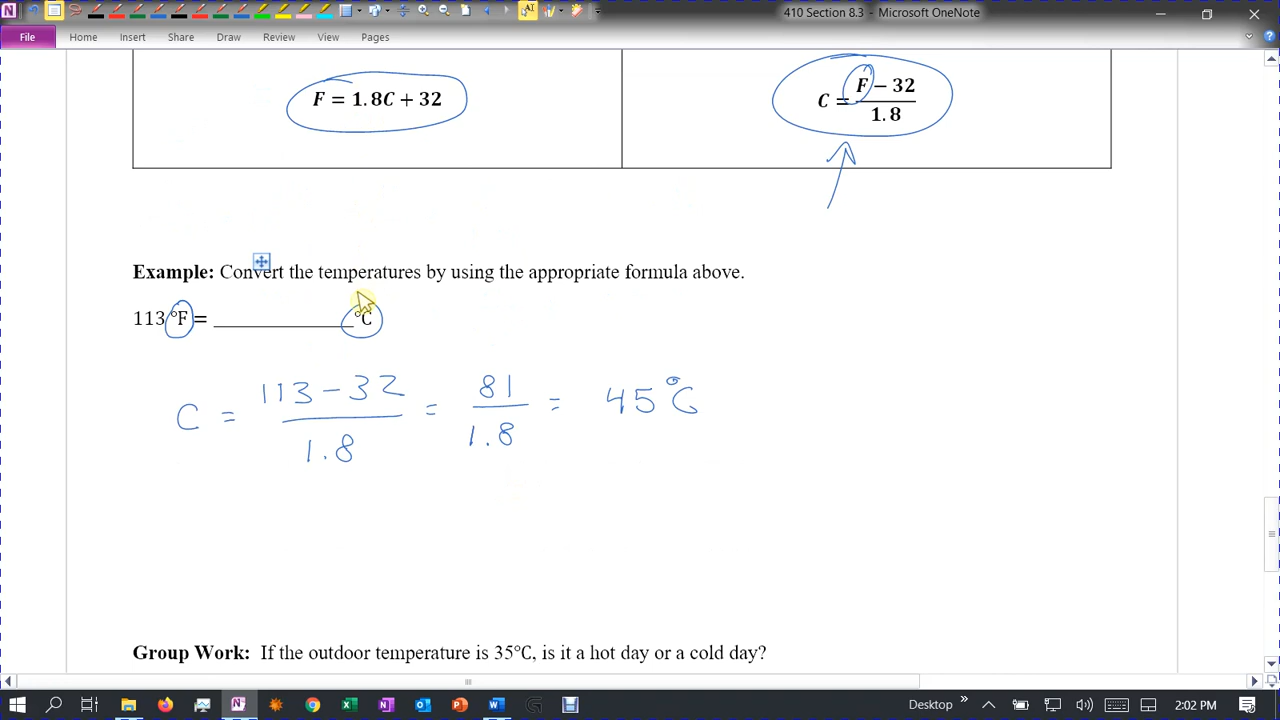 410 Section 8.3 - Microsoft OneNote
File Home Insert Share Draw Review View Pages
F = 1.8C + 32
C = F − 32 / 1.8
Example: Convert the temperatures by using the appropriate formula above.
113 °F = ______________ °C
C = 113 − 32 / 1.8 = 81 / 1.8 = 45 °C
Group Work: If the outdoor temperature is 35°C, is it a hot day or a cold day?
Desktop » 2:02 PM